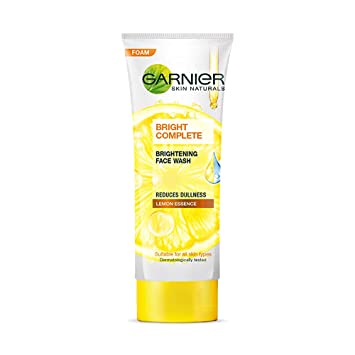 FOAM
GARNIER
SKIN NATURALS
BRIGHT
COMPLETE
BRIGHTENING
FACE WASH
REDUCES DULLNESS
LEMON ESSENCE
Suitable for all skin types.
Dermatologically tested